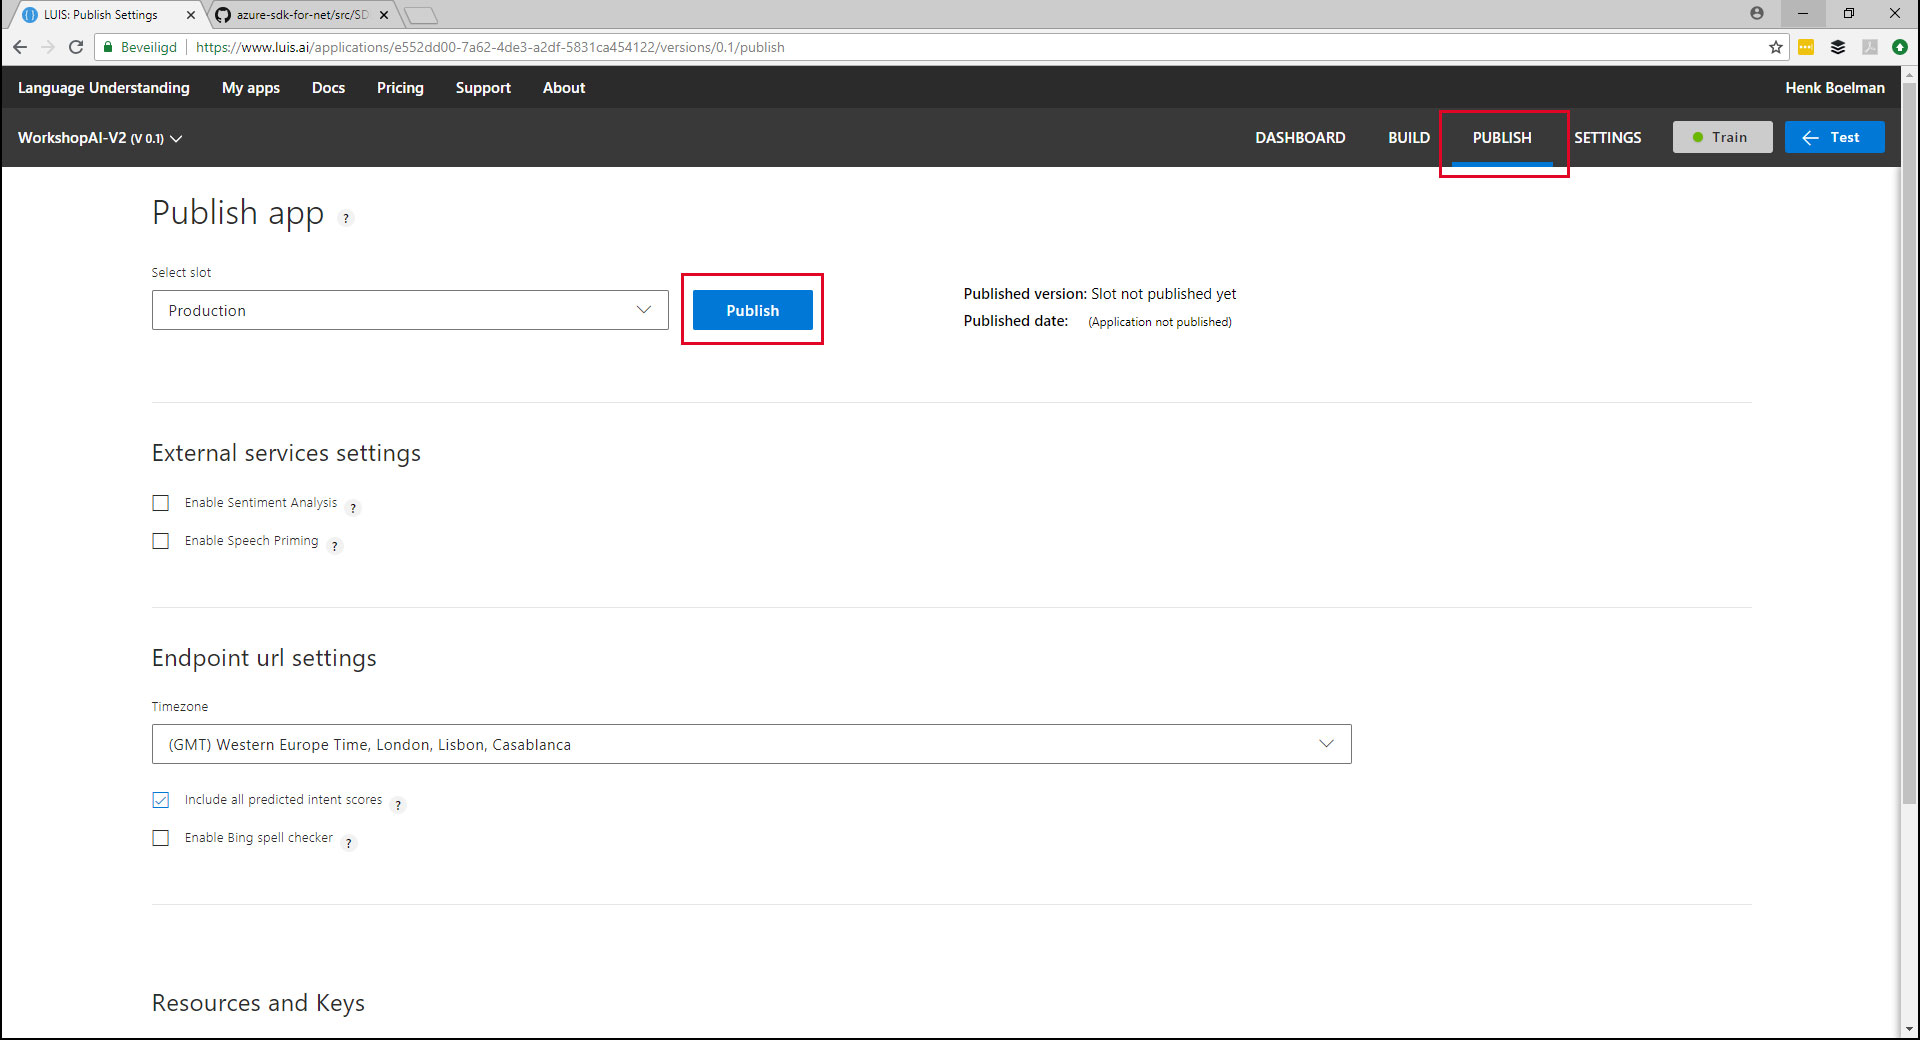 LUIS: Publish Settings
azure-sdk-for-net/src/SD
Beveiligd
https://www.luis.ai/applications/e552dd00-7a62-4de3-a2df-5831ca454122/versions/0.1/publish
Language Understanding My apps Docs Pricing Support About Henk Boelman
WorkshopAI-V2 (V 0.1) DASHBOARD BUILD PUBLISH SETTINGS Train Test
Publish app ?
Select slot
Production
Publish
Published version: Slot not published yet
Published date: (Application not published)
External services settings
Enable Sentiment Analysis ?
Enable Speech Priming ?
Endpoint url settings
Timezone
(GMT) Western Europe Time, London, Lisbon, Casablanca
Include all predicted intent scores ?
Enable Bing spell checker ?
Resources and Keys